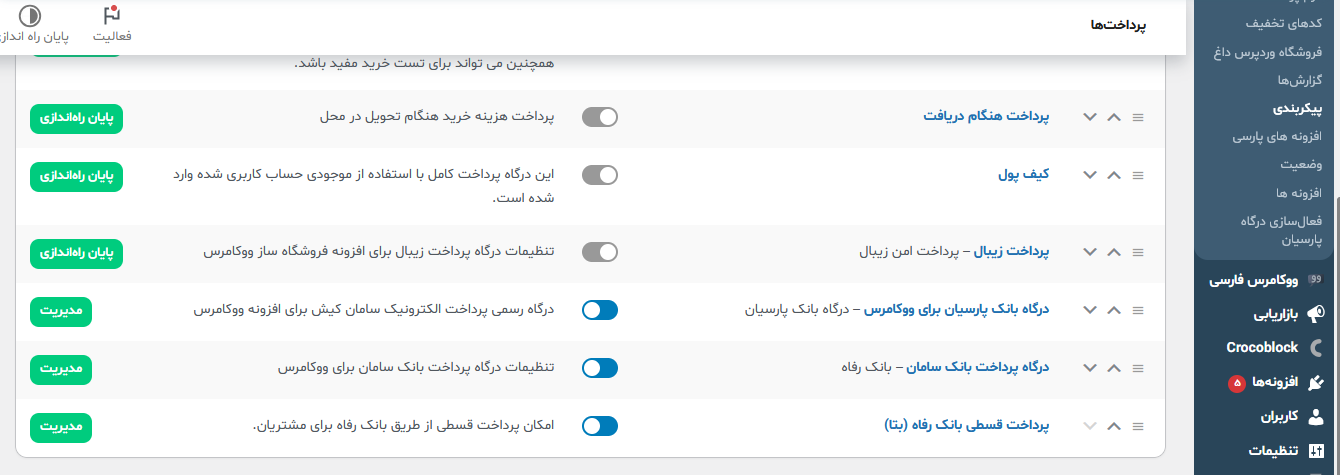 پرداخت‌ها
فعالیت
پایان راه انداز
همچنین می تواند برای تست خرید مفید باشد.
پرداخت هنگام دریافت
پرداخت هزینه خرید هنگام تحویل در محل
پایان راه‌اندازی
کیف پول
این درگاه پرداخت کامل با استفاده از موجودی حساب کاربری شده وارد
شده است.
پایان راه‌اندازی
پرداخت زیبال – پرداخت امن زیبال
تنظیمات درگاه پرداخت زیبال برای افزونه فروشگاه ساز ووکامرس
پایان راه‌اندازی
درگاه بانک پارسیان برای ووکامرس – درگاه بانک پارسیان
درگاه رسمی پرداخت الکترونیک سامان کیش برای افزونه ووکامرس
مدیریت
درگاه پرداخت بانک سامان – بانک رفاه
تنظیمات درگاه پرداخت بانک سامان برای ووکامرس
مدیریت
پرداخت قسطی بانک رفاه (بتا)
امکان پرداخت قسطی از طریق بانک رفاه برای مشتریان.
مدیریت
کدهای تخفیف
فروشگاه وردپرس داغ
گزارش‌ها
پیکربندی
افزونه های پارسی
وضعیت
افزونه ها
فعال‌سازی درگاه
پارسیان
ووکامرس فارسی
بازاریابی
Crocoblock
افزونه‌ها ۵
کاربران
تنظیمات